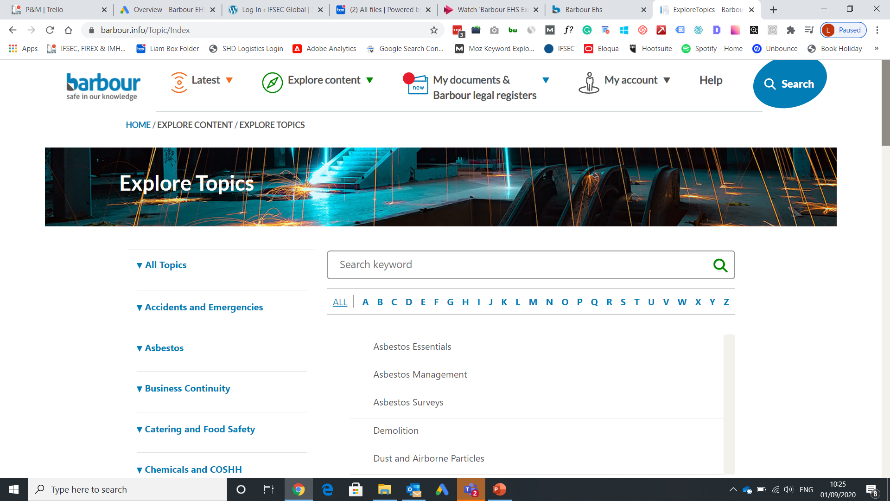 P&M | Trello
Overview - Barbour EH
Log In ‹ IFSEC Global |
(2) All files | Powered b
Watch 'Barbour EHS Ex
Barbour Ehs
ExploreTopics - Barbou
barbour.info/Topic/Index
Paused
Apps
IFSEC, FIREX & IMH...
Liam Box Folder
SHD Logistics Login
Adobe Analytics
Google Search Con...
Moz Keyword Explo...
IFSEC
Eloqua
Hootsuite
Spotify
Home
Unbounce
Book Holiday
barbour
safe in our knowledge
Latest
Explore content
new
My documents &
Barbour legal registers
My account
Help
Search
HOME / EXPLORE CONTENT / EXPLORE TOPICS
Explore Topics
All Topics
Accidents and Emergencies
Asbestos
Business Continuity
Catering and Food Safety
Chemicals and COSHH
Search keyword
ALL A B C D E F G H I J K L M N O P Q R S T U V W X Y Z
Asbestos Essentials
Asbestos Management
Asbestos Surveys
Demolition
Dust and Airborne Particles
Type here to search
ENG
10:25
01/09/2020